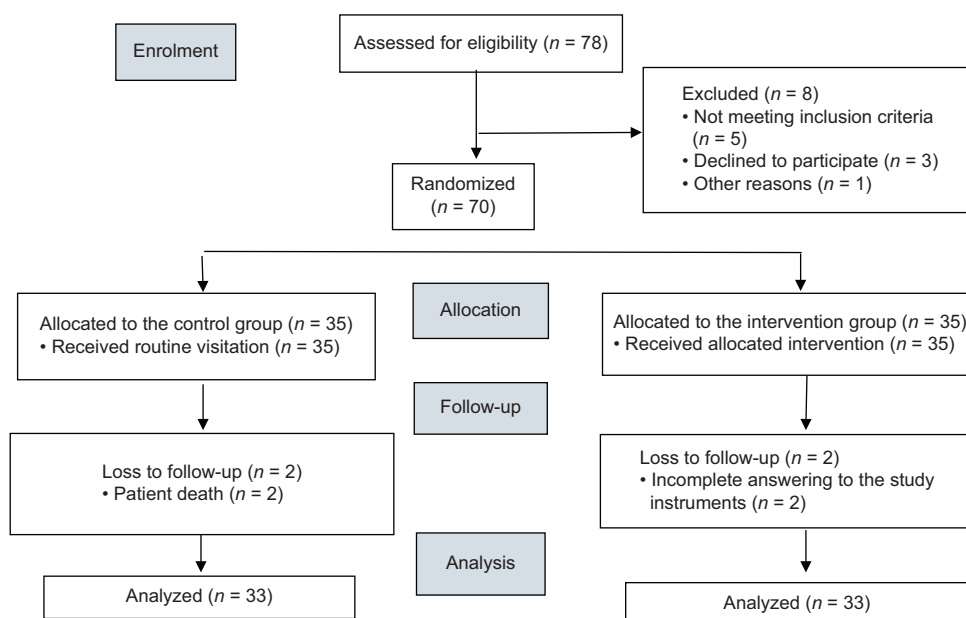 Enrolment
Assessed for eligibility (n = 78)
Excluded (n = 8)
• Not meeting inclusion criteria
(n = 5)
• Declined to participate (n = 3)
• Other reasons (n = 1)
Randomized
(n = 70)
Allocation
Allocated to the control group (n = 35)
• Received routine visitation (n = 35)
Allocated to the intervention group (n = 35)
• Received allocated intervention (n = 35)
Follow-up
Loss to follow-up (n = 2)
• Patient death (n = 2)
Loss to follow-up (n = 2)
• Incomplete answering to the study
instruments (n = 2)
Analysis
Analyzed (n = 33)
Analyzed (n = 33)